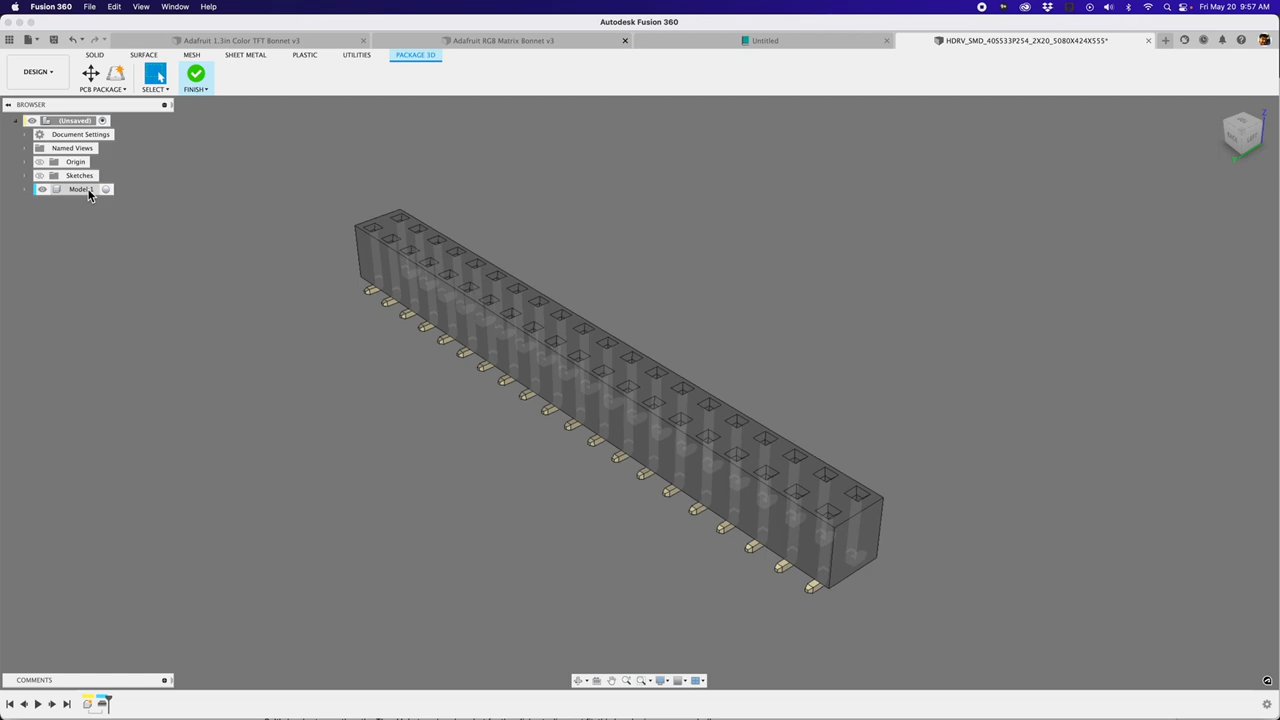 Fusion 360 File Edit View Window Help Fri May 20 9:57 AM
Autodesk Fusion 360
Adafruit 1.3in Color TFT Bonnet v3 Adafruit RGB Matrix Bonnet v3 Untitled HDRV_SMD_40SS33P254_2X20_5080X424X555*
SOLID SURFACE MESH SHEET METAL PLASTIC UTILITIES PACKAGE 3D
DESIGN
PCB PACKAGE SELECT FINISH
BROWSER
(Unsaved)
Document Settings
Named Views
Origin
Sketches
Model
COMMENTS